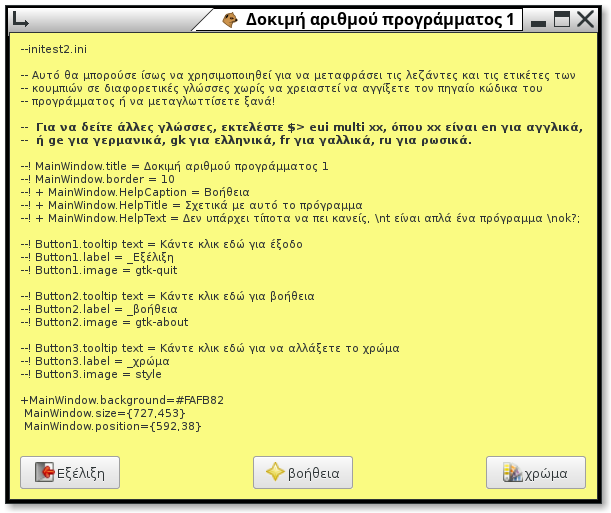 Δοκιμή αριθμού προγράμματος 1
--initest2.ini
-- Αυτό θα μπορούσε ίσως να χρησιμοποιηθεί για να μεταφράσει τις λεζάντες και τις ετικέτες των
-- κουμπιών σε διαφορετικές γλώσσες χωρίς να χρειαστεί να αγγίξετε τον πηγαίο κώδικα του
-- προγράμματος ή να μεταγλωττίσετε ξανά!
-- Για να δείτε άλλες γλώσσες, εκτελέστε $> eui multi xx, όπου xx είναι en για αγγλικά,
-- ή ge για γερμανικά, gk για ελληνικά, fr για γαλλικά, ru για ρωσικά.
--! MainWindow.title = Δοκιμή αριθμού προγράμματος 1
--! MainWindow.border = 10
--! + MainWindow.HelpCaption = Βοήθεια
--! + MainWindow.HelpTitle = Σχετικά με αυτό το πρόγραμμα
--! + MainWindow.HelpText = Δεν υπάρχει τίποτα να πει κανείς, \nt είναι απλά ένα πρόγραμμα \nok?;
--! Button1.tooltip text = Κάντε κλικ εδώ για έξοδο
--! Button1.label = _Εξέλιξη
--! Button1.image = gtk-quit
--! Button2.tooltip text = Κάντε κλικ εδώ για βοήθεια
--! Button2.label = _βοήθεια
--! Button2.image = gtk-about
--! Button3.tooltip text = Κάντε κλικ εδώ για να αλλάξετε το χρώμα
--! Button3.label = _χρώμα
--! Button3.image = style
+MainWindow.background=#FAFB82
MainWindow.size={727,453}
MainWindow.position={592,38}
Εξέλιξη
βοήθεια
χρώμα